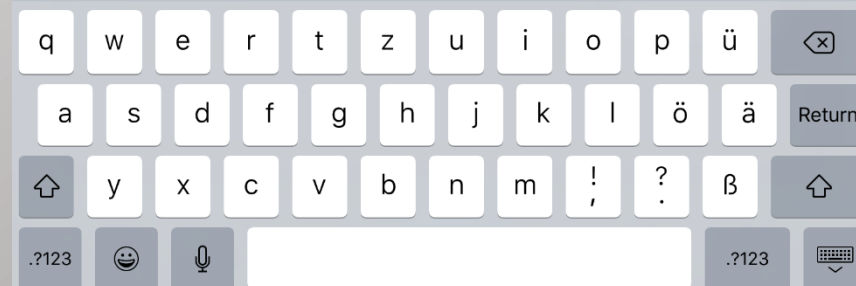 q w e r t z u i o p ü
a s d f g h j k l ö ä Return
y x c v b n m ! , ? . ß
.?123 .?123